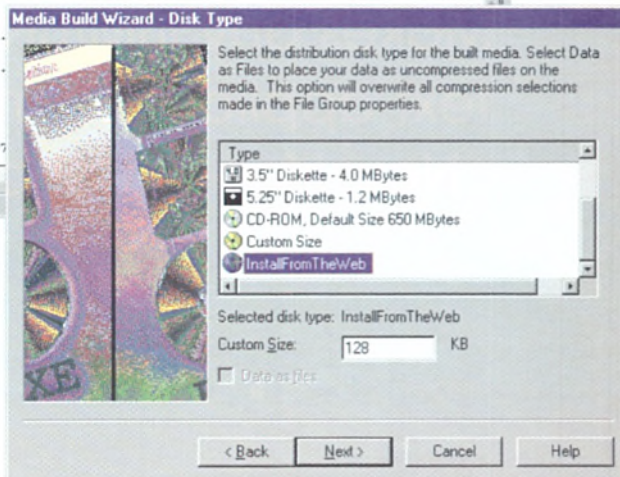 Media Build Wizard - Disk Type
Select the distribution disk type for the built media. Select Data
as Files to place your data as uncompressed files on the
media. This option will overwrite all compression selections
made in the File Group properties.
Type
3.5" Diskette - 4.0 MBytes
5.25" Diskette - 1.2 MBytes
CD-ROM, Default Size 650 MBytes
Custom Size
InstallFromTheWeb
Selected disk type: InstallFromTheWeb
Custom Size: 128 KB
Data as files
XE
< Back Next > Cancel Help